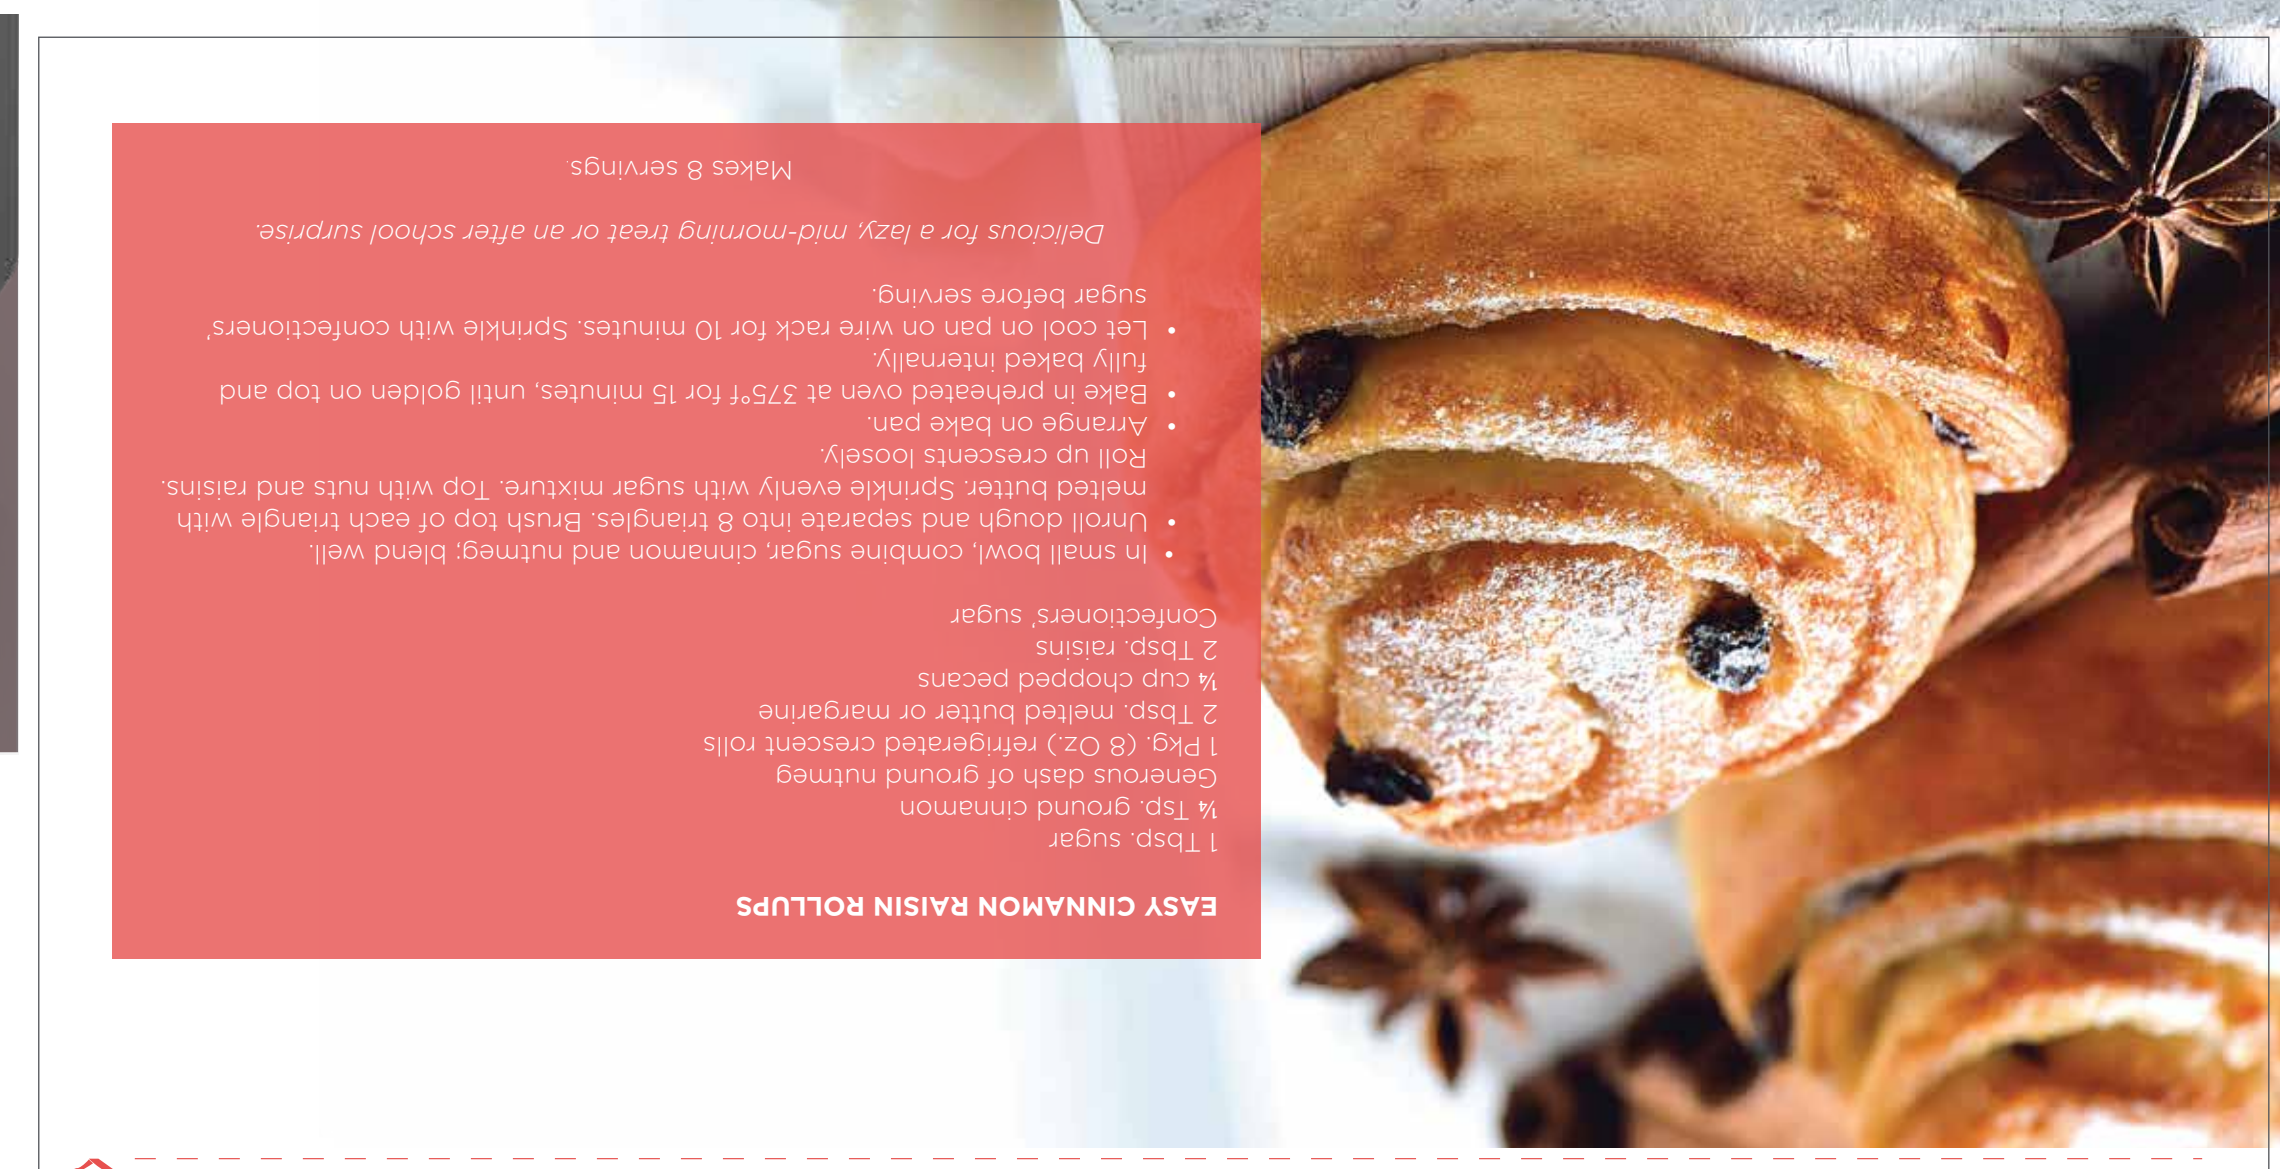 EASY CINNAMON RAISIN ROLLUPS
1 Tbsp. sugar
¼ Tsp. ground cinnamon
Generous dash of ground nutmeg
1 Pkg. (8 Oz.) refrigerated crescent rolls
2 Tbsp. melted butter or margarine
¼ cup chopped pecans
2 Tbsp. raisins
Confectioners’ sugar
• In small bowl, combine sugar, cinnamon and nutmeg; blend well.
• Unroll dough and separate into 8 triangles. Brush top of each triangle with
melted butter. Sprinkle evenly with sugar mixture. Top with nuts and raisins.
Roll up crescents loosely.
• Arrange on bake pan.
• Bake in preheated oven at 375°f for 15 minutes, until golden on top and
fully baked internally.
• Let cool on pan on wire rack for 10 minutes. Sprinkle with confectioners’
sugar before serving.
Delicious for a lazy, mid-morning treat or an after school surprise.
Makes 8 servings.